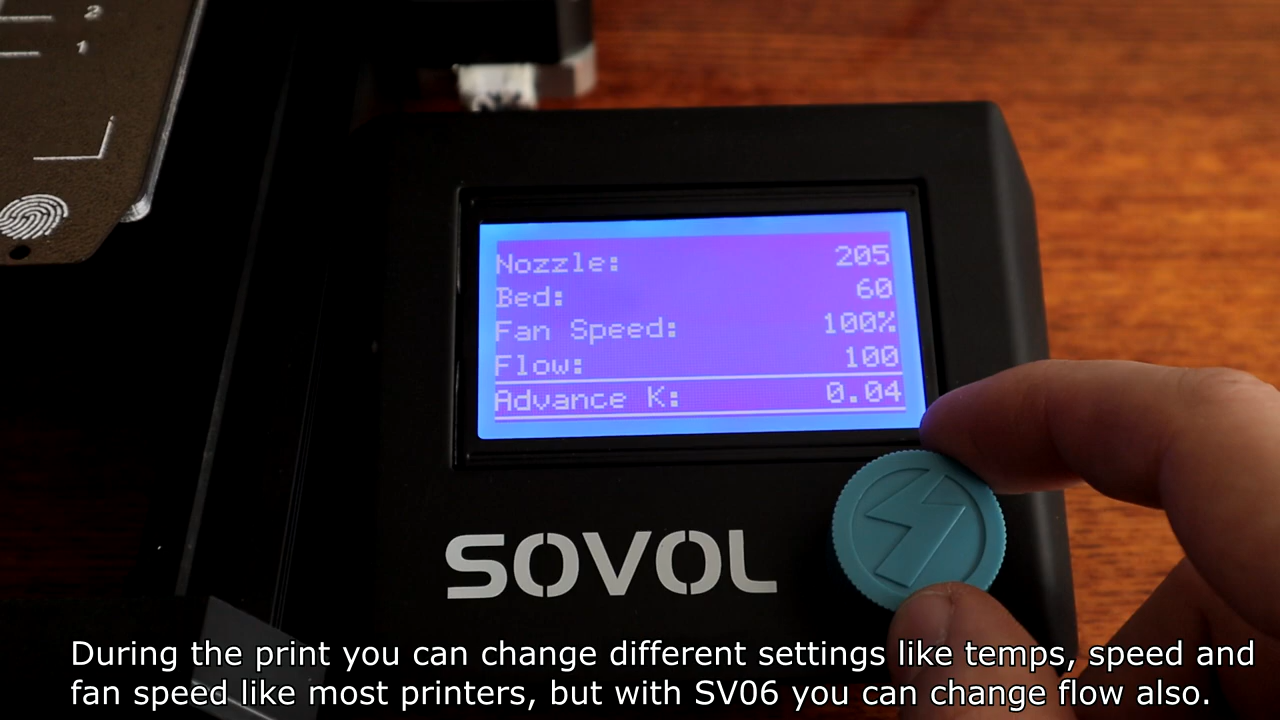 2
1
Nozzle: 205
Bed: 60
Fan Speed: 100%
Flow: 100
Advance K: 0.04
SOVOL
During the print you can change different settings like temps, speed and
fan speed like most printers, but with SV06 you can change flow also.